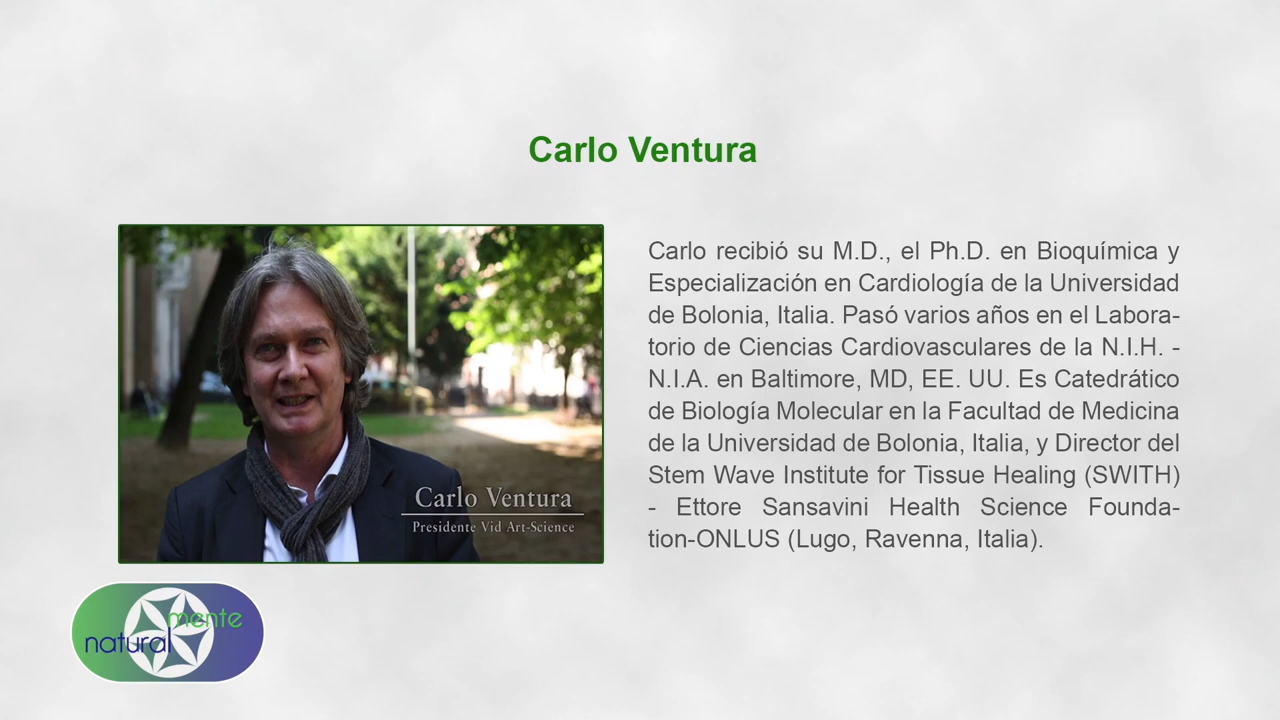 Carlo Ventura
Carlo recibió su M.D., el Ph.D. en Bioquímica y
Especialización en Cardiología de la Universidad
de Bolonia, Italia. Pasó varios años en el Labora-
torio de Ciencias Cardiovasculares de la N.I.H. -
N.I.A. en Baltimore, MD, EE. UU. Es Catedrático
de Biología Molecular en la Facultad de Medicina
de la Universidad de Bolonia, Italia, y Director del
Stem Wave Institute for Tissue Healing (SWITH)
- Ettore Sansavini Health Science Founda-
tion-ONLUS (Lugo, Ravenna, Italia).
Carlo Ventura
Presidente Vid Art-Science
natural
mente